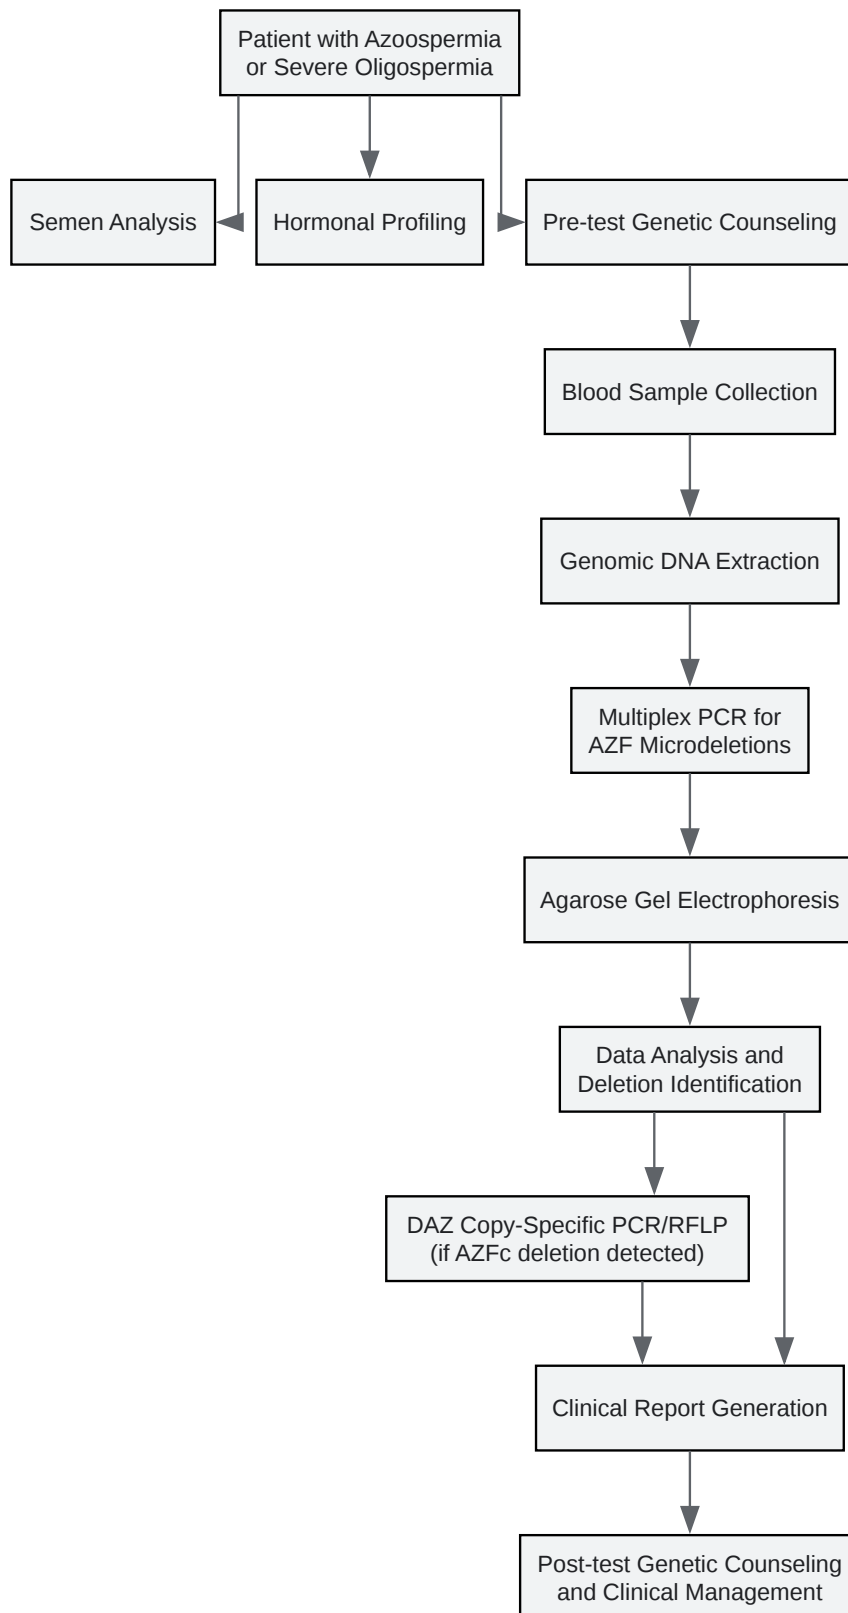 Patient with Azoospermia
or Severe Oligospermia
Semen Analysis
Hormonal Profiling
Pre-test Genetic Counseling
Blood Sample Collection
Genomic DNA Extraction
Multiplex PCR for
AZF Microdeletions
Agarose Gel Electrophoresis
Data Analysis and
Deletion Identification
DAZ Copy-Specific PCR/RFLP
(if AZFc deletion detected)
Clinical Report Generation
Post-test Genetic Counseling
and Clinical Management